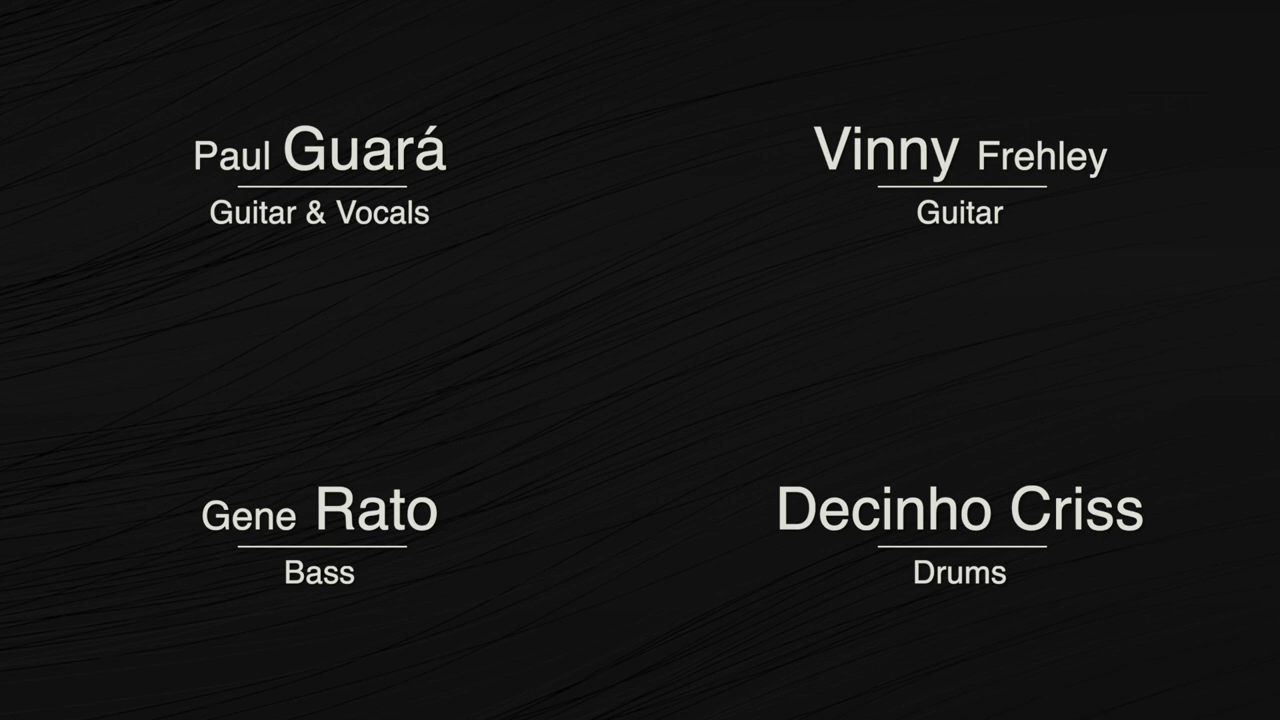 Paul Guará
Guitar & Vocals
Vinny Frehley
Guitar
Gene Rato
Bass
Decinho Criss
Drums